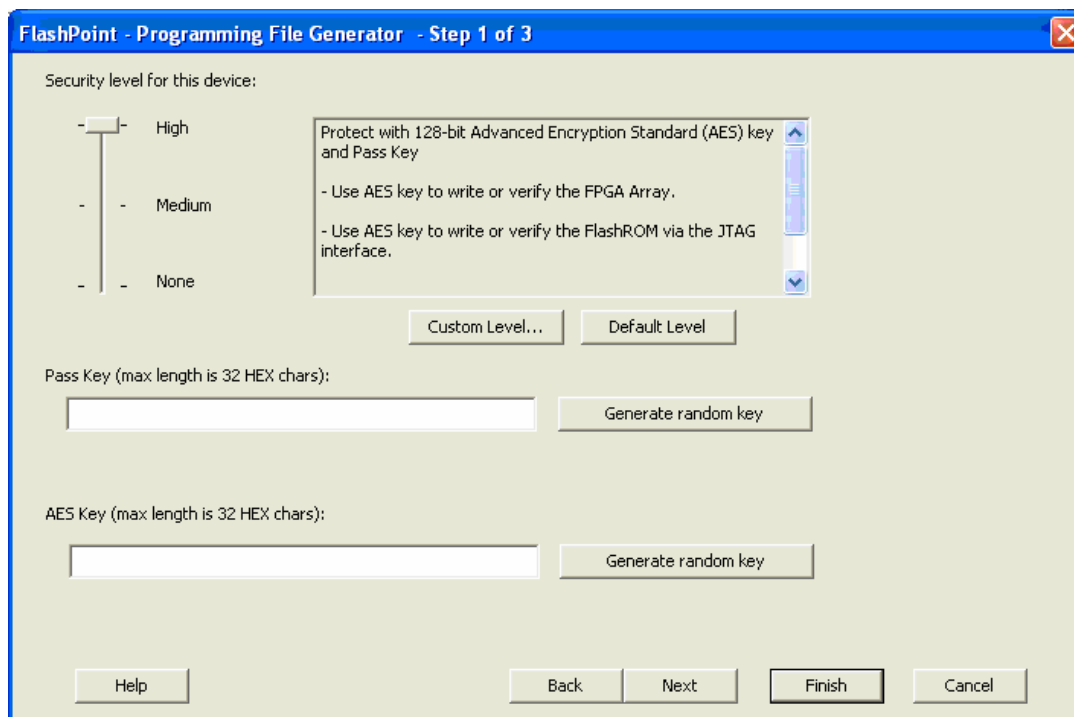 FlashPoint - Programming File Generator - Step 1 of 3
Security level for this device:
High
Medium
None
Protect with 128-bit Advanced Encryption Standard (AES) key
and Pass Key
- Use AES key to write or verify the FPGA Array.
- Use AES key to write or verify the FlashROM via the JTAG
interface.
Custom Level...
Default Level
Pass Key (max length is 32 HEX chars):
Generate random key
AES Key (max length is 32 HEX chars):
Generate random key
Help
Back
Next
Finish
Cancel